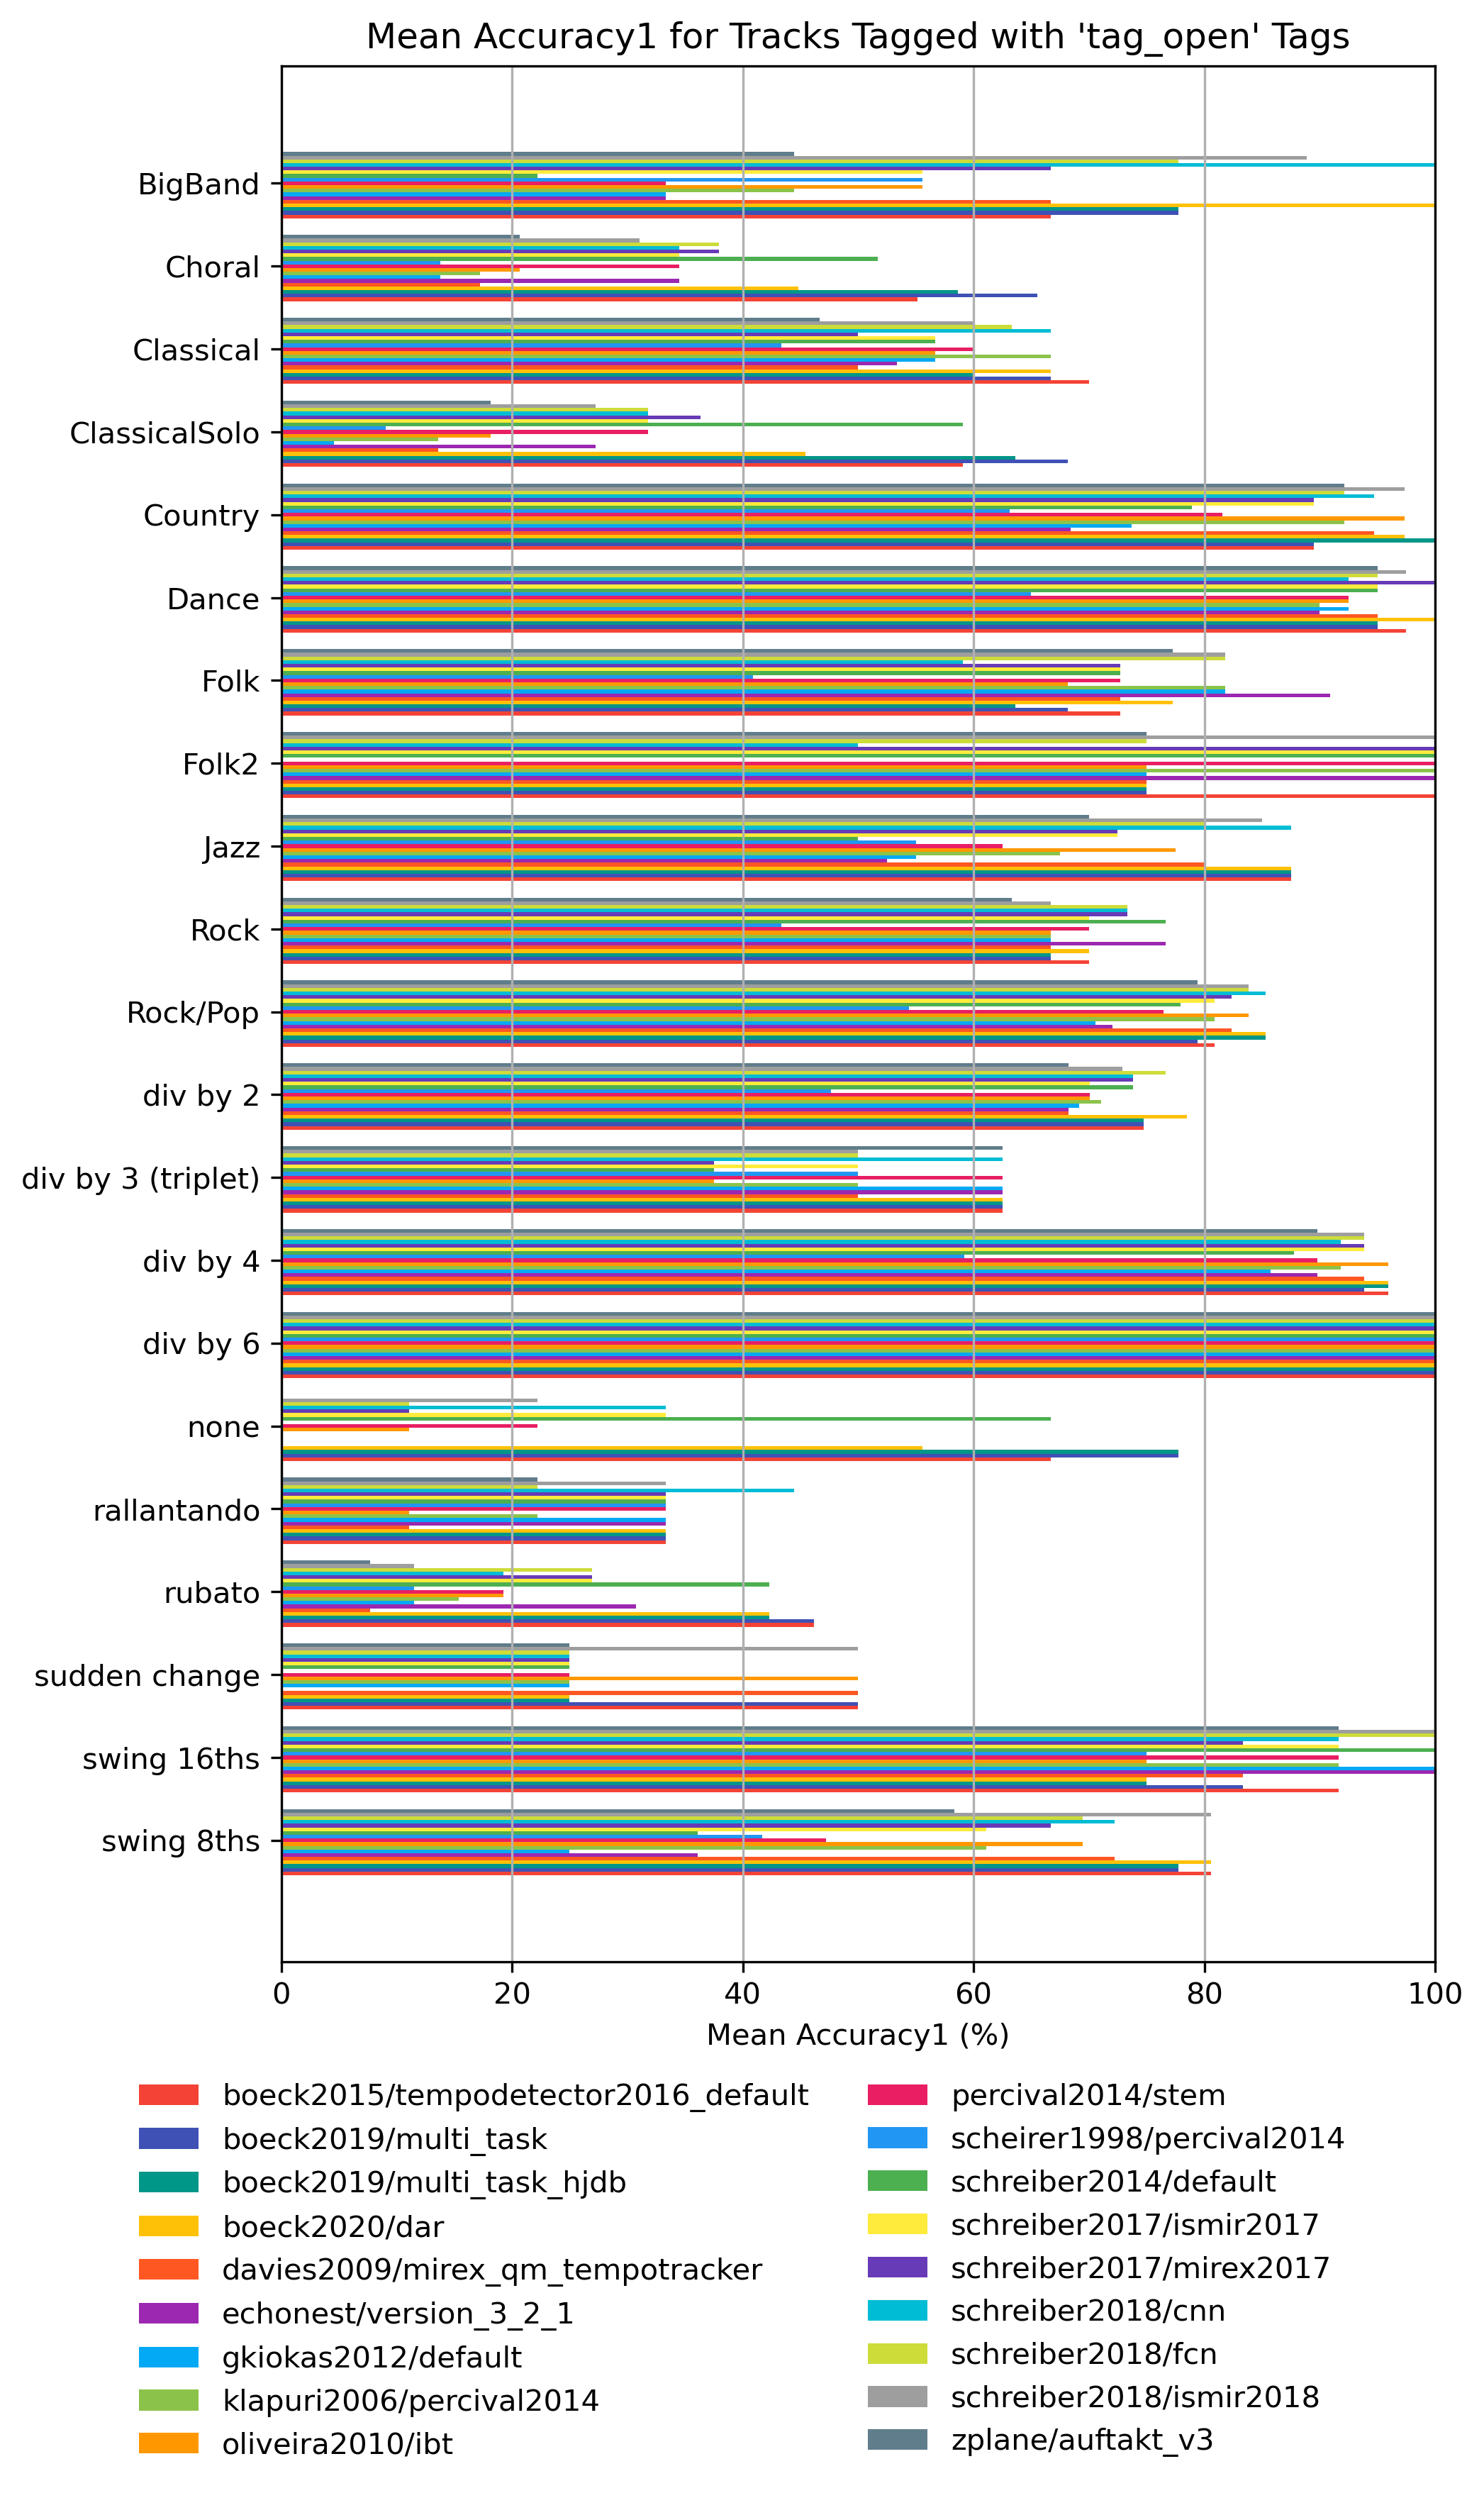 Mean Accuracy1 for Tracks Tagged with 'tag_open' Tags
BigBand
Choral
Classical
ClassicalSolo
Country
Dance
Folk
Folk2
Jazz
Rock
Rock/Pop
div by 2
div by 3 (triplet)
div by 4
div by 6
none
rallantando
rubato
sudden change
swing 16ths
swing 8ths
0 20 40 60 80 100
Mean Accuracy1 (%)
boeck2015/tempodetector2016_default
boeck2019/multi_task
boeck2019/multi_task_hjdb
boeck2020/dar
davies2009/mirex_qm_tempotracker
echonest/version_3_2_1
gkiokas2012/default
klapuri2006/percival2014
oliveira2010/ibt
percival2014/stem
scheirer1998/percival2014
schreiber2014/default
schreiber2017/ismir2017
schreiber2017/mirex2017
schreiber2018/cnn
schreiber2018/fcn
schreiber2018/ismir2018
zplane/auftakt_v3